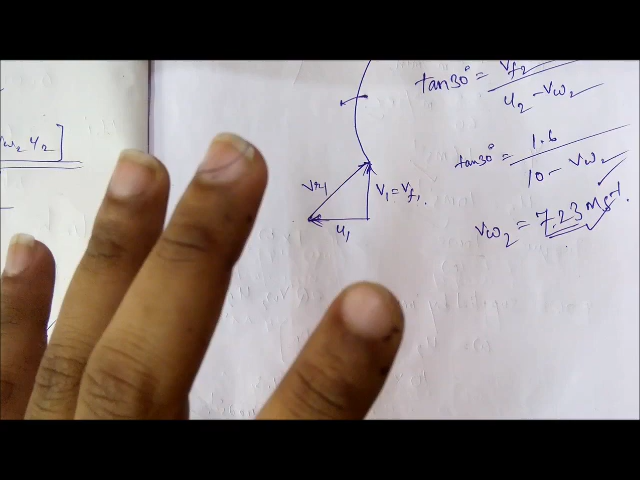 w₂ u₂]
tan30° = Vf₂ / u₂ - Vw₂
tan30° = 1.6 / 10 - Vw₂
Vw₂ = 7.23 Ms⁻¹.
Vr₁
V₁ = Vf₁.
u₁